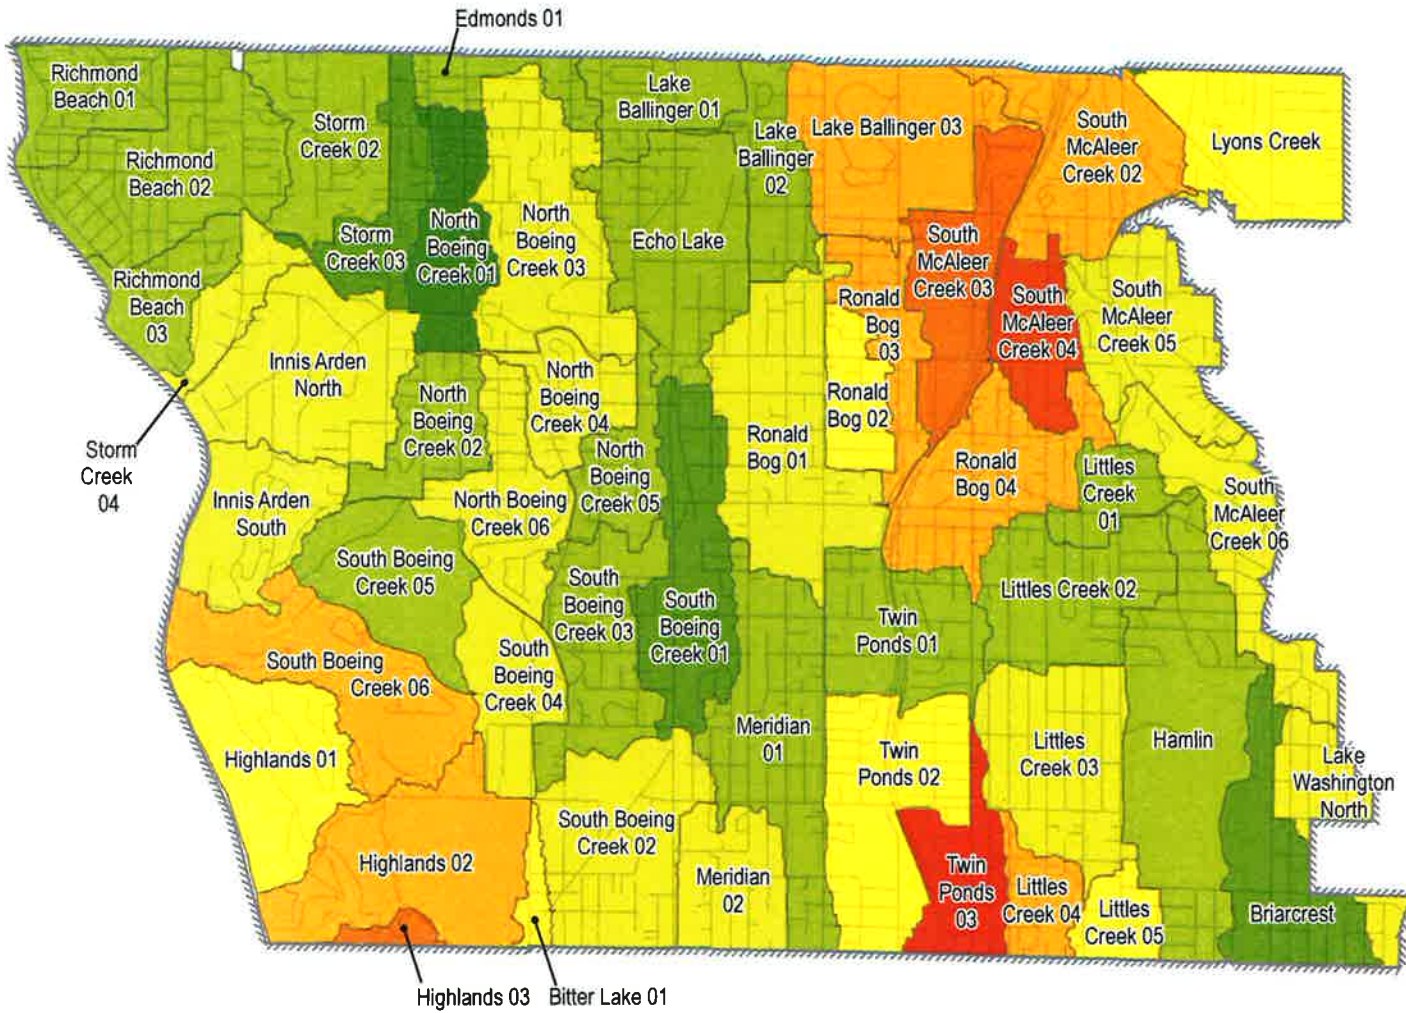 Edmonds 01
Richmond
Beach 01
Storm
Creek 02
Lake
Ballinger 01
Lake
Ballinger
02
Lake Ballinger 03
South
McAleer
Creek 02
Lyons Creek
Richmond
Beach 02
Storm
Creek 03
North
Boeing
Creek 01
North
Boeing
Creek 03
Echo Lake
South
McAleer
Creek 03
Richmond
Beach
03
Ronald
Bog
03
South
McAleer
Creek 04
South
McAleer
Creek 05
Innis Arden
North
North
Boeing
Creek 02
North
Boeing
Creek 04
Ronald
Bog 02
Storm
Creek
04
Ronald
Bog 01
North
Boeing
Creek 05
Ronald
Bog 04
Littles
Creek
01
Innis Arden
South
North Boeing
Creek 06
South
McAleer
Creek 06
South Boeing
Creek 05
South
Boeing
Creek 03
South
Boeing
Creek 01
Twin
Ponds 01
Littles Creek 02
South Boeing
Creek 06
South
Boeing
Creek 04
Highlands 01
Meridian
01
Twin
Ponds 02
Littles
Creek 03
Hamlin
Lake
Washington
North
South Boeing
Creek 02
Highlands 02
Meridian
02
Twin
Ponds
03
Littles
Creek 04
Littles
Creek 05
Briarcrest
Highlands 03
Bitter Lake 01